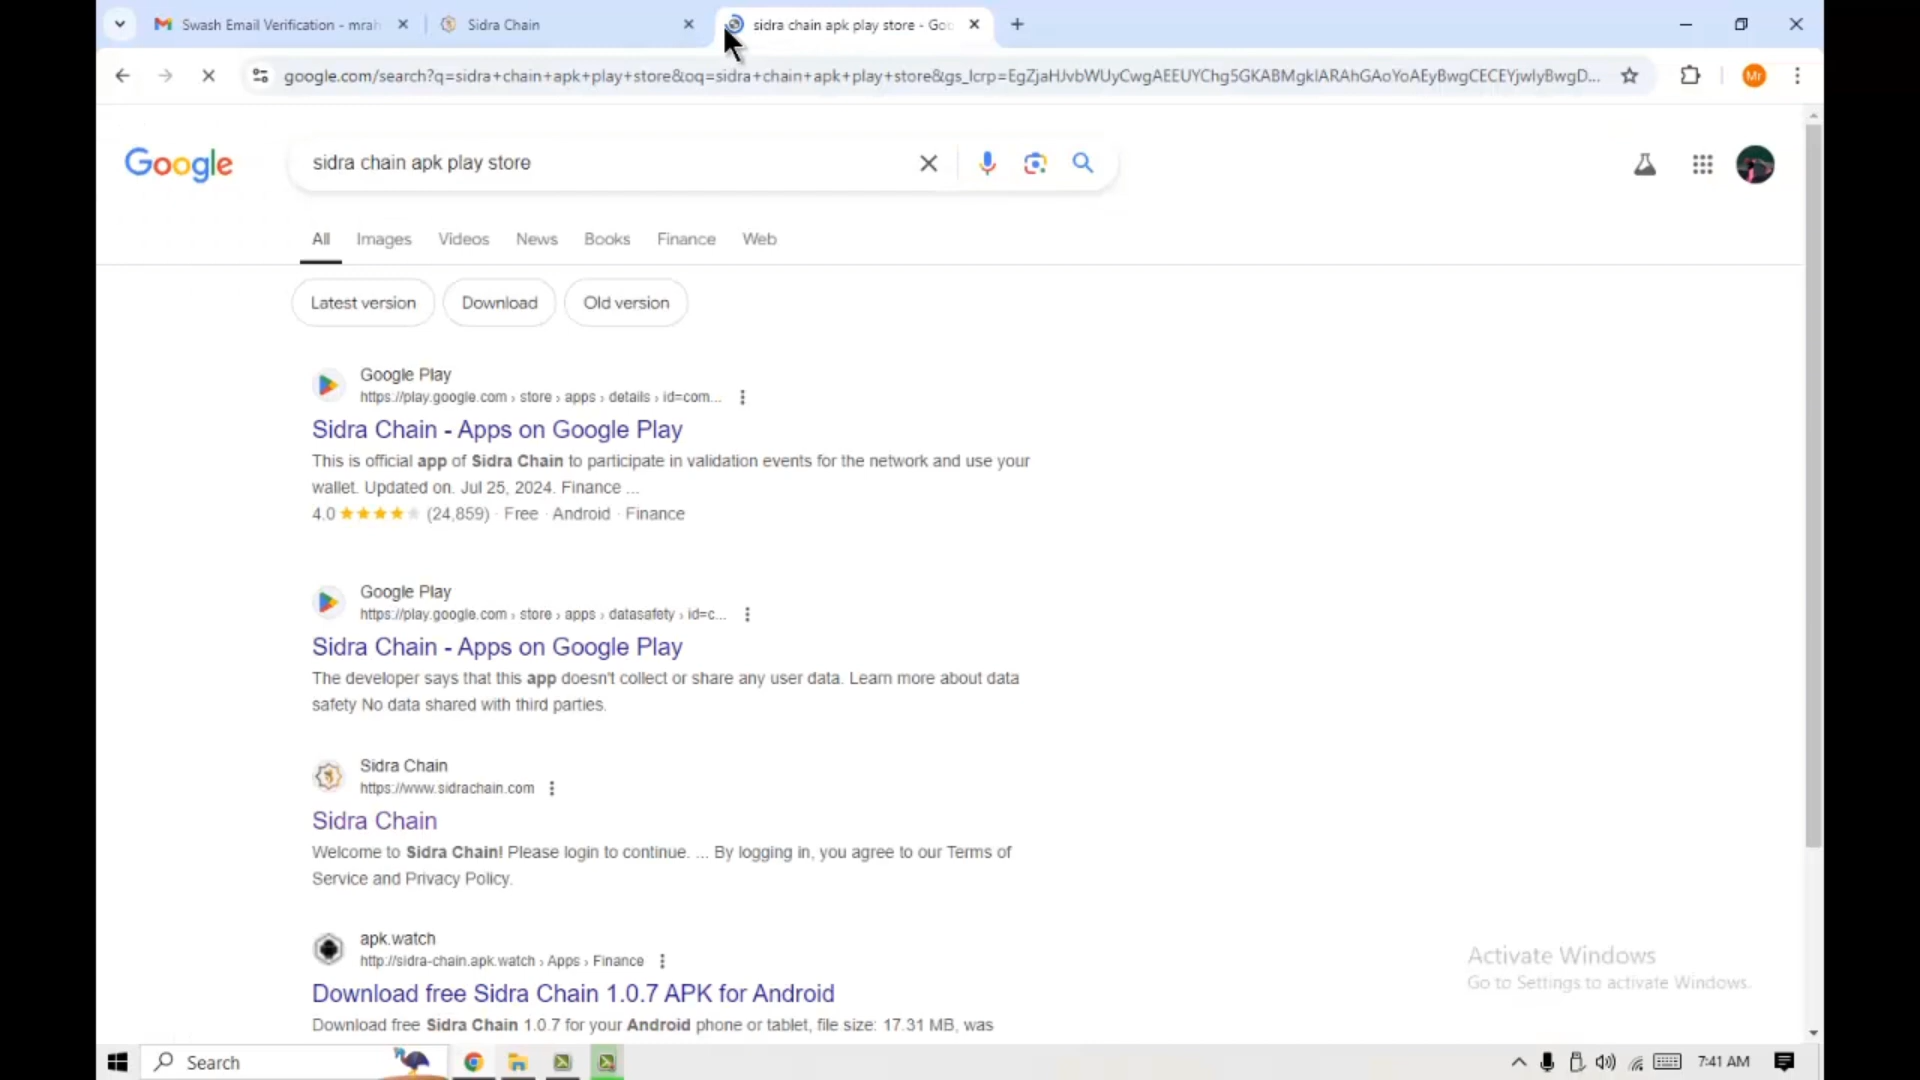 Swash Email Verification - mrah
Sidra Chain
sidra chain apk play store - Goo
google.com/search?q=sidra+chain+apk+play+store&oq=sidra+chain+apk+play+store&gs_lcrp=EgZjaHJvbWUyCwgAEEUYChg5GKABMgkIARAhGAoYoAEyBwgCECEYjwIyBwgD...
Mr
Google
sidra chain apk play store
All Images Videos News Books Finance Web
Latest version Download Old version
Google Play
https://play.google.com › store › apps › details › id=com...
Sidra Chain - Apps on Google Play
This is official app of Sidra Chain to participate in validation events for the network and use your
wallet. Updated on. Jul 25, 2024. Finance ...
4.0 ★★★★★ (24,859) · Free · Android · Finance
Google Play
https://play.google.com › store › apps › datasafety › id=c...
Sidra Chain - Apps on Google Play
The developer says that this app doesn't collect or share any user data. Learn more about data
safety No data shared with third parties.
Sidra Chain
https://www.sidrachain.com
Sidra Chain
Welcome to Sidra Chain! Please login to continue. ... By logging in, you agree to our Terms of
Service and Privacy Policy.
apk.watch
http://sidra-chain.apk.watch › Apps › Finance
Download free Sidra Chain 1.0.7 APK for Android
Download free Sidra Chain 1.0.7 for your Android phone or tablet, file size: 17.31 MB, was
Activate Windows
Go to Settings to activate Windows.
Search
7:41 AM